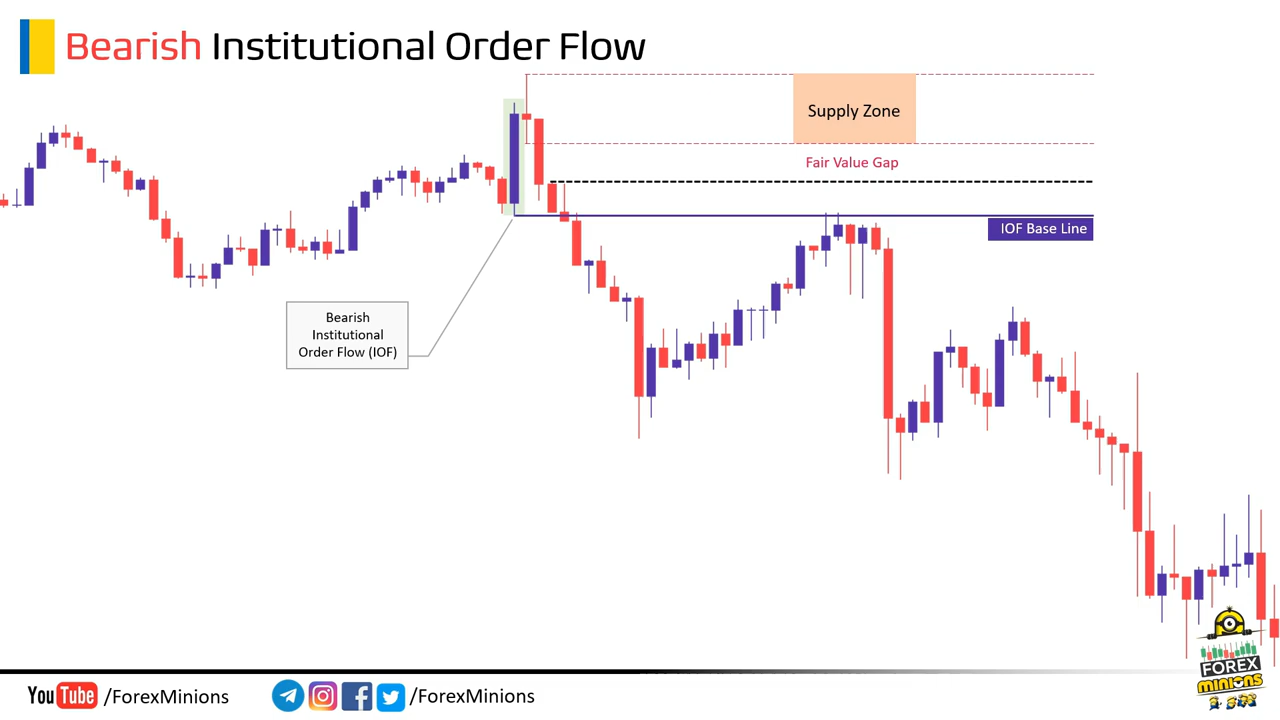 Bearish Institutional Order Flow
Supply Zone
Fair Value Gap
IOF Base Line
Bearish
Institutional
Order Flow (IOF)
YouTube /ForexMinions
/ForexMinions
FOREX
MINIONS